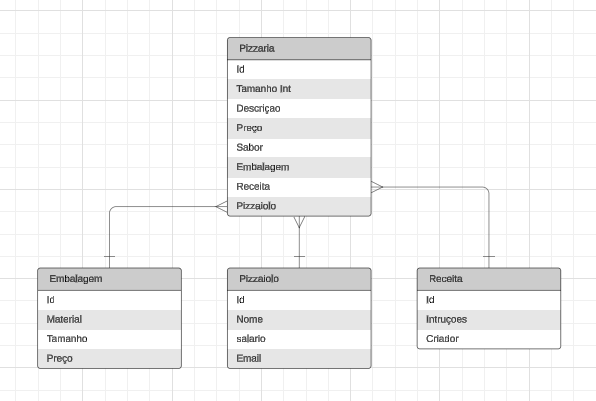 Pizzaria
Id
Tamanho Int
Descriçao
Preço
Sabor
Embalagem
Receita
Pizzaiolo
Embalagem
Id
Material
Tamanho
Preço
Pizzaiolo
Id
Nome
salario
Email
Receita
Id
Intruçoes
Criador